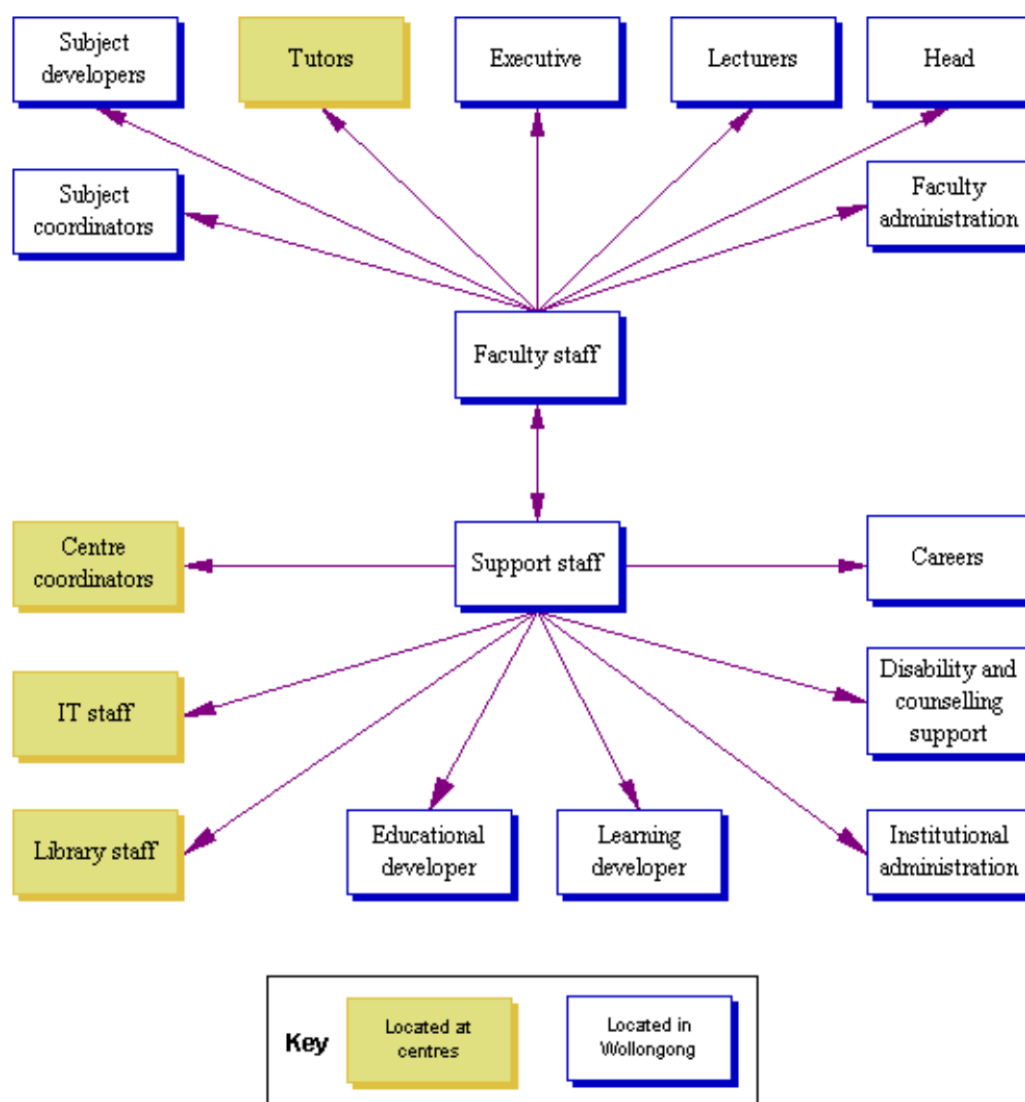 Subject
developers
Tutors
Executive
Lecturers
Head
Subject
coordinators
Faculty
administration
Faculty staff
Centre
coordinators
Support staff
Careers
IT staff
Disability and
counselling
support
Library staff
Educational
developer
Learning
developer
Institutional
administration
Key
Located at
centres
Located in
Wollongong